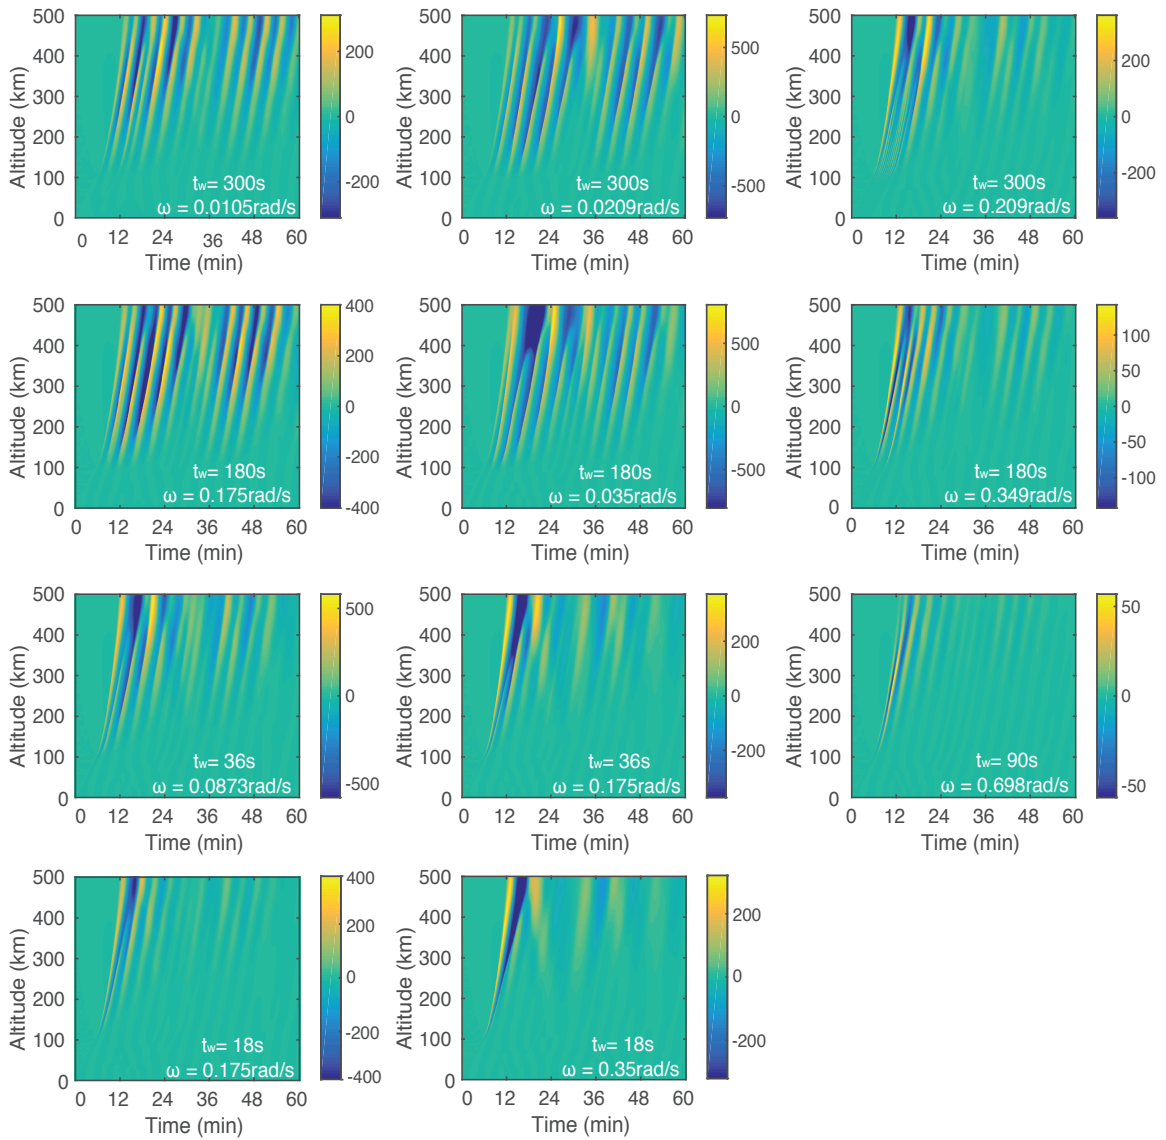 500
400
300
200
100
0
Altitude (km)
0 12 24 36 48 60
Time (min)
tw= 300s
ω = 0.0105rad/s
200
0
-200
500
400
300
200
100
0
Altitude (km)
0 12 24 36 48 60
Time (min)
tw= 300s
ω = 0.0209rad/s
500
0
-500
500
400
300
200
100
0
Altitude (km)
0 12 24 36 48 60
Time (min)
tw= 300s
ω = 0.209rad/s
200
0
-200
500
400
300
200
100
0
Altitude (km)
0 12 24 36 48 60
Time (min)
tw= 180s
ω = 0.175rad/s
400
200
0
-200
-400
500
400
300
200
100
0
Altitude (km)
0 12 24 36 48 60
Time (min)
tw= 180s
ω = 0.035rad/s
500
0
-500
500
400
300
200
100
0
Altitude (km)
0 12 24 36 48 60
Time (min)
tw= 180s
ω = 0.349rad/s
100
50
0
-50
-100
500
400
300
200
100
0
Altitude (km)
0 12 24 36 48 60
Time (min)
tw= 36s
ω = 0.0873rad/s
500
0
-500
500
400
300
200
100
0
Altitude (km)
0 12 24 36 48 60
Time (min)
tw= 36s
ω = 0.175rad/s
200
0
-200
500
400
300
200
100
0
Altitude (km)
0 12 24 36 48 60
Time (min)
tw= 90s
ω = 0.698rad/s
50
0
-50
500
400
300
200
100
0
Altitude (km)
0 12 24 36 48 60
Time (min)
tw= 18s
ω = 0.175rad/s
400
200
0
-200
-400
500
400
300
200
100
0
Altitude (km)
0 12 24 36 48 60
Time (min)
tw= 18s
ω = 0.35rad/s
200
0
-200